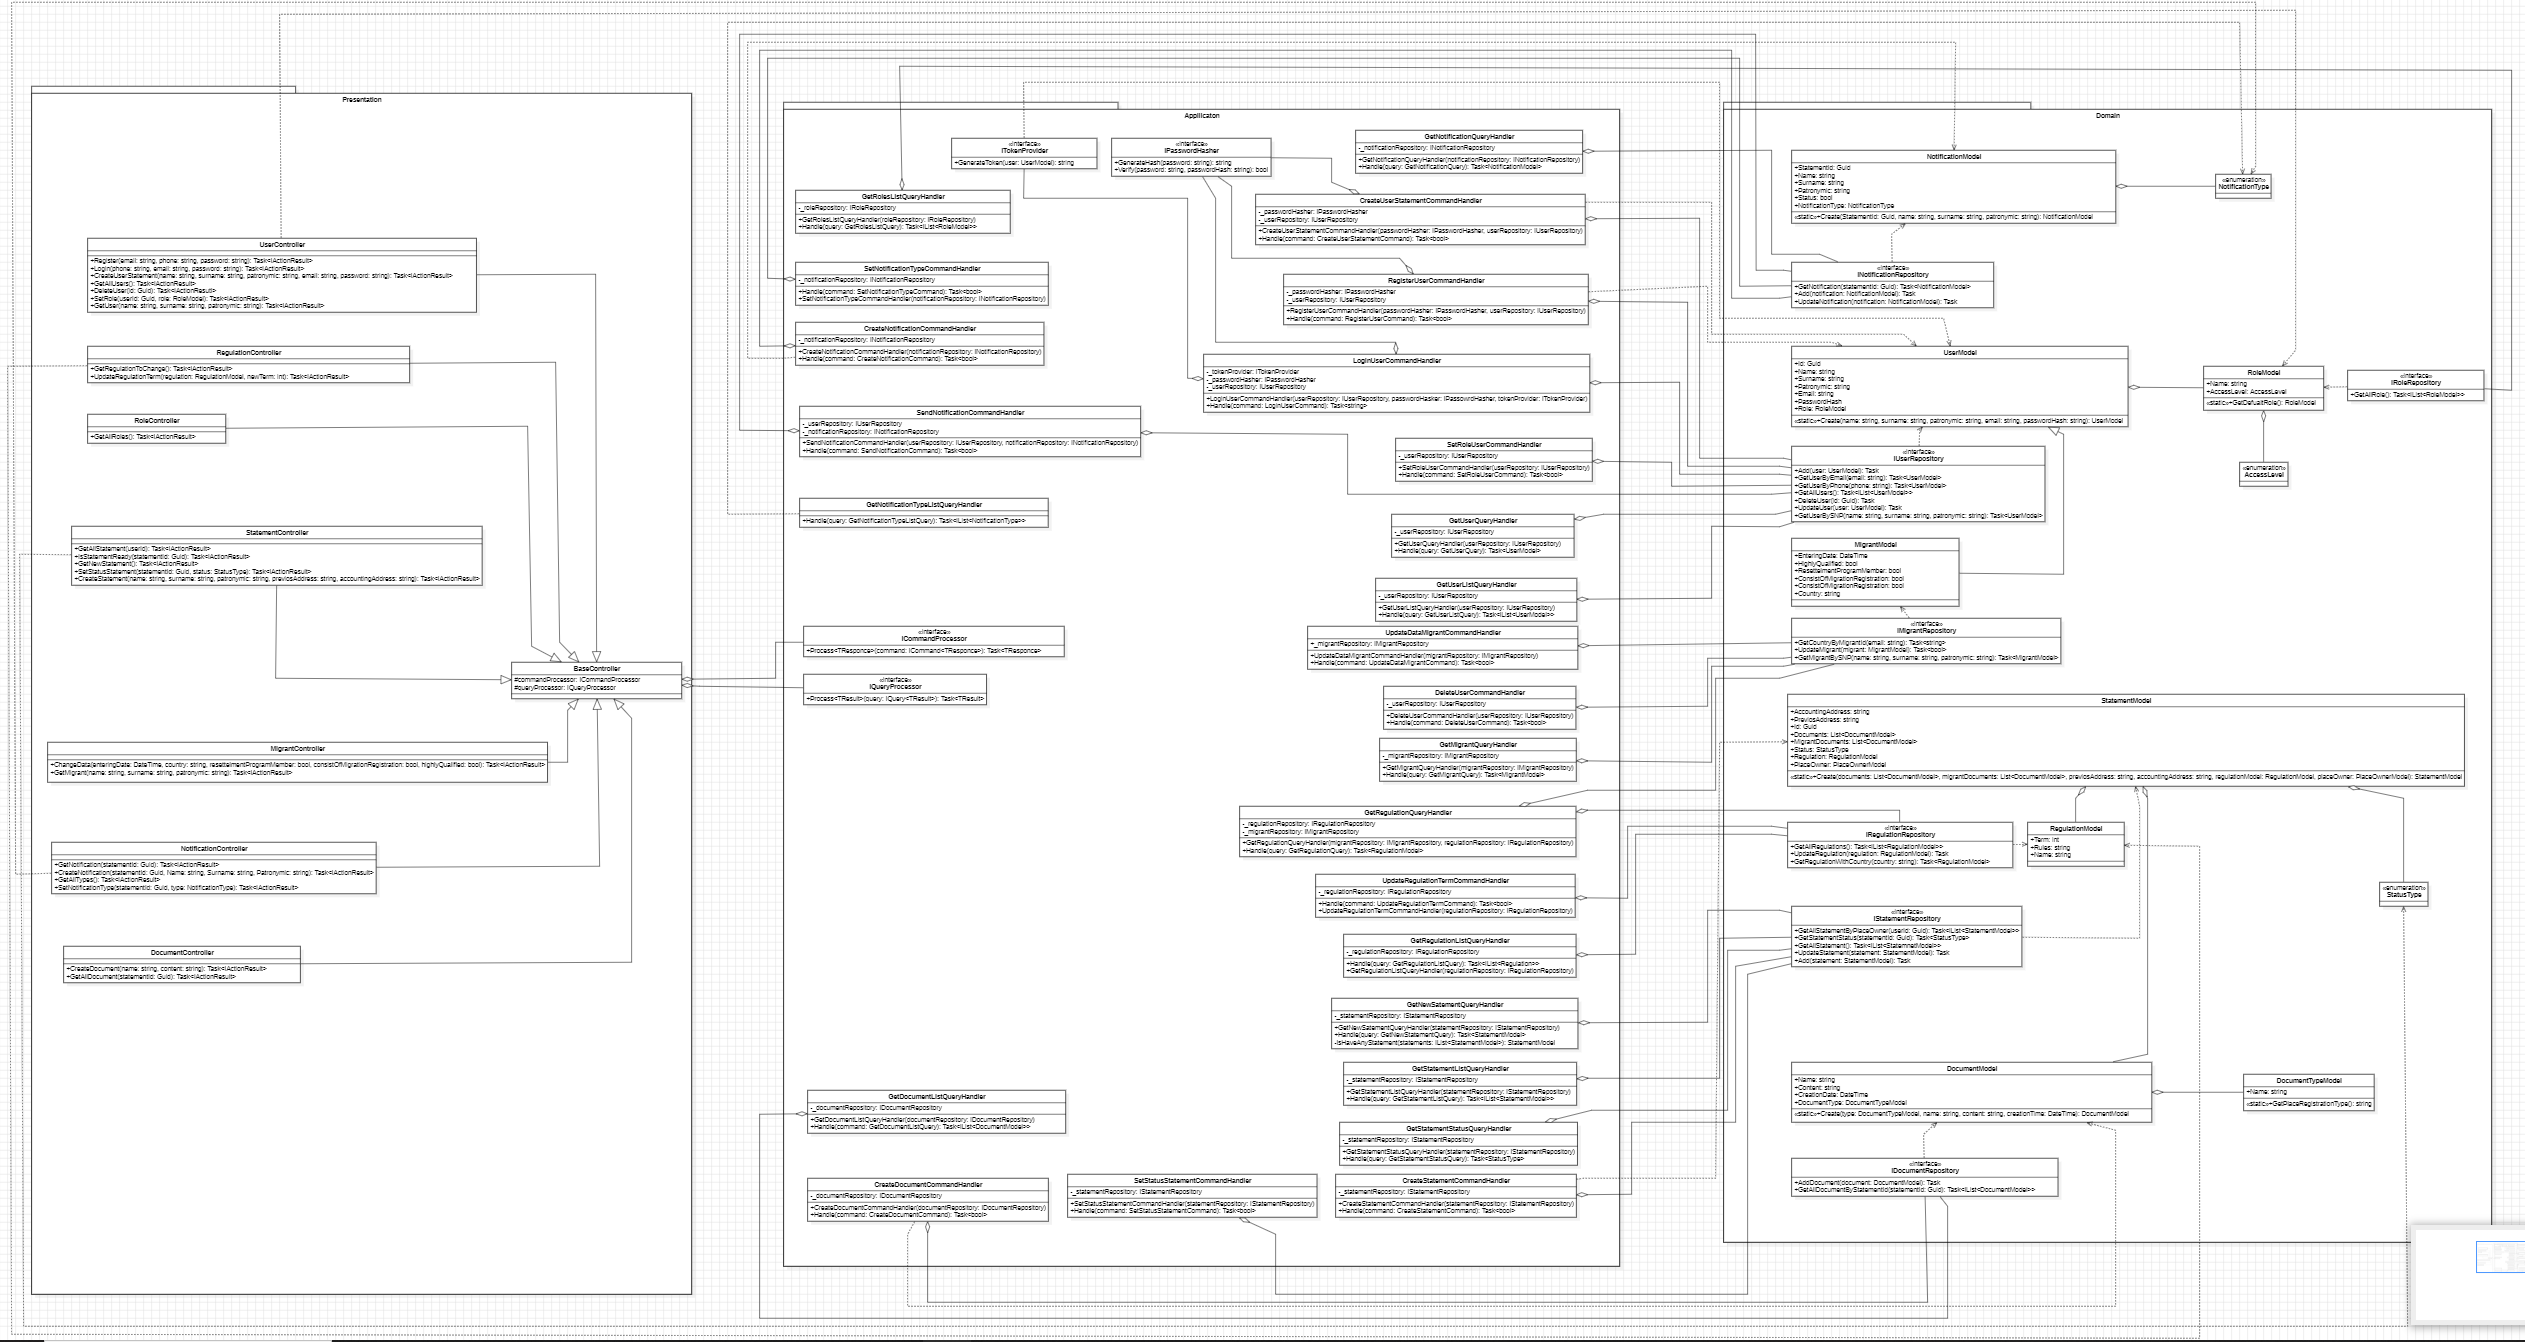 Presentation
UserController
+Register(email: string, phone: string, password: string): Task<IActionResult>
+Login(phone: string, email: string, password: string): Task<IActionResult>
+CreateUserStatement(name: string, surname: string, patronymic: string, email: string, password: string): Task<IActionResult>
+GetAllUsers(): Task<IActionResult>
+DeleteUser(id: Guid): Task<IActionResult>
+SetRole(userId: Guid, role: RoleModel): Task<IActionResult>
+GetUser(name: string, surname: string, patronymic: string): Task<IActionResult>
RegulationController
+GetRegulationToChange(): Task<IActionResult>
+UpdateRegulationTerm(regulation: RegulationModel, newTerm: int): Task<IActionResult>
RoleController
+GetAllRoles(): Task<IActionResult>
StatementController
+GetAllStatement(userId): Task<IActionResult>
+IsStatementReady(statementId: Guid): Task<IActionResult>
+GetNewStatement(): Task<IActionResult>
+SetStatusStatement(statementId: Guid, status: StatusType): Task<IActionResult>
+CreateStatement(name: string, surname: string, patronymic: string, previosAddress: string, accountingAddress: string): Task<IActionResult>
BaseController
#commandProcessor: ICommandProcessor
#queryProcessor: IQueryProcessor
MigrantController
+ChangeData(enteringDate: DateTime, country: string, resettelmentProgramMember: bool, consistOfMigrationRegistration: bool, highlyQualified: bool): Task<IActionResult>
+GetMigrant(name: string, surname: string, patronymic: string): Task<IActionResult>
NotificationController
+GetNotification(statementId: Guid): Task<IActionResult>
+CreateNotification(statementId: Guid, Name: string, Surname: string, Patronymic: string): Task<IActionResult>
+GetAllTypes(): Task<IActionResult>
+SetNotificationType(statementId: Guid, type: NotificationType): Task<IActionResult>
DocumentController
+CreateDocument(name: string, content: string): Task<IActionResult>
+GetAllDocument(statementId: Guid): Task<IActionResult>
Application
«interface»
ITokenProvider
+GenerateToken(user: UserModel): string
«interface»
IPasswordHasher
+GenerateHash(password: string): string
+Verify(password: string, passwordHash: string): bool
GetNotificationQueryHandler
-_notificationRepository: INotificationRepository
+GetNotificationQueryHandler(notificationRepository: INotificationRepository)
+Handle(query: GetNotificationQuery): Task<NotificationModel>
GetRolesListQueryHandler
-_roleRepository: IRoleRepository
+GetRolesListQueryHandler(roleRepository: IRoleRepository)
+Handle(query: GetRolesListQuery): Task<IList<RoleModel>>
CreateUserStatementCommandHandler
-_passwordHasher: IPasswordHasher
-_userRepository: IUserRepository
+CreateUserStatementCommandHandler(passwordHasher: IPasswordHasher, userRepository: IUserRepository)
+Handle(command: CreateUserStatementCommand): Task<bool>
SetNotificationTypeCommandHandler
-_notificationRepository: INotificationRepository
+Handle(command: SetNotificationTypeCommand): Task<bool>
+SetNotificationTypeCommandHandler(notificationRepository: INotificationRepository)
RegisterUserCommandHandler
-_passwordHasher: IPasswordHasher
-_userRepository: IUserRepository
+RegisterUserCommandHandler(passwordHasher: IPasswordHasher, userRepository: IUserRepository)
+Handle(command: RegisterUserCommand): Task<bool>
CreateNotificationCommandHandler
-_notificationRepository: INotificationRepository
+CreateNotificationCommandHandler(notificationRepository: INotificationRepository)
+Handle(command: CreateNotificationCommand): Task<bool>
LoginUserCommandHandler
-_tokenProvider: ITokenProvider
-_passwordHasher: IPasswordHasher
-_userRepository: IUserRepository
+LoginUserCommandHandler(userRepository: IUserRepository, passwordHasker: IPassowrdHasher, tokenProvider: ITokenProvider)
+Handle(command: LoginUserCommand): Task<string>
SendNotificationCommandHandler
-_userRepository: IUserRepository
-_notificationRepository: INotificationRepository
+SendNotificationCommandHandler(userRepository: IUserRepository, notificationRepository: INotificationRepository)
+Handle(command: SendNotificationCommand): Task<bool>
SetRoleUserCommandHandler
-_userRepository: IUserRepository
+SetRoleUserCommandHandler(userRepository: IUserRepository)
+Handle(command: SetRoleUserCommand): Task<bool>
GetNotificationTypeListQueryHandler
+Handle(query: GetNotificationTypeListQuery): Task<IList<NotificationType>>
GetUserQueryHandler
-_userRepository: IUserRepository
+GetUserQueryHandler(userRepository: IUserRepository)
+Handle(query: GetUserQuery): Task<UserModel>
GetUserListQueryHandler
-_userRepository: IUserRepository
+GetUserListQueryHandler(userRepository: IUserRepository)
+Handle(query: GetUserListQuery): Task<IList<UserModel>>
«interface»
ICommandProcessor
+Process<TResponce>(command: ICommand<TResponce>): Task<TResponce>
UpdateDataMigrantCommandHandler
+_migrantRepository: IMigrantRepository
+UpdateDataMigrantCommandHandler(migrantRepository: IMigrantRepository)
+Handle(command: UpdateDataMigrantCommand): Task<bool>
«interface»
IQueryProcessor
+Process<TResult>(query: IQuery<TResult>): Task<TResult>
DeleteUserCommandHandler
-_userRepository: IUserRepository
+DeleteUserCommandHandler(userRepository: IUserRepository)
+Handle(command: DeleteUserCommand): Task<bool>
GetMigrantQueryHandler
-_migrantRepository: IMigrantRepository
+GetMigrantQueryHandler(migrantRepository: IMigrantRepository)
+Handle(query: GetMigrantQuery): Task<MigrantModel>
GetRegulationQueryHandler
-_regulationRepository: IRegulationRepository
-_migrantRepository: IMigrantRepository
+GetRegulationQueryHandler(migrantRepository: IMigrantRepository, regulationRepository: IRegulationRepository)
+Handle(query: GetRegulationQuery): Task<RegulationModel>
UpdateRegulationTermCommandHandler
-_regulationRepository: IRegulationRepository
+Handle(command: UpdateRegulationTermCommand): Task<bool>
+UpdateRegulationTermCommandHandler(regulationRepository: IRegulationRepository)
GetRegulationListQueryHandler
-_regulationRepository: IRegulationRepository
+Handle(query: GetRegulationListQuery): Task<IList<Regulation>>
+GetRegulationListQueryHandler(regulationRepository: IRegulationRepository)
GetNewSatementQueryHandler
-_statementRepository: IStatementRepository
+GetNewSatementQueryHandler(statementRepository: IStatementRepository)
+Handle(query: GetNewStatementQuery): Task<StatementModel>
-IsHaveAnyStatement(statements: IList<StatementModel>): StatementModel
GetStatementListQueryHandler
-_statementRepository: IStatementRepository
+GetStatementListQueryHandler(statementRepository: IStatementRepository)
+Handle(query: GetStatementListQuery): Task<IList<StatementModel>>
GetDocumentListQueryHandler
-_documentRepository: IDocumentRepository
+GetDocumentListQueryHandler(documentRepository: IDocumentRepository)
+Handle(command: GetDocumentListQuery): Task<IList<DocumentModel>>
GetStatementStatusQueryHandler
-_statementRepository: IStatementRepository
+GetStatementStatusQueryHandler(statementRepository: IStatementRepository)
+Handle(query: GetStatementStatusQuery): Task<StatusType>
CreateDocumentCommandHandler
-_documentRepository: IDocumentRepository
+CreateDocumentCommandHandler(documentRepository: IDocumentRepository)
+Handle(command: CreateDocumentCommand): Task<bool>
SetStatusStatementCommandHandler
-_statementRepository: IStatementRepository
+SetStatusStatementCommandHandler(statementRepository: IStatementRepository)
+Handle(command: SetStatusStatementCommand): Task<bool>
CreateStatementCommandHandler
-_statementRepository: IStatementRepository
+CreateStatementCommandHandler(statementRepository: IStatementRepository)
+Handle(command: CreateStatementCommand): Task<bool>
Domain
NotificationModel
+StatementId: Guid
+Name: string
+Surname: string
+Patronymic: string
+Status: bool
+NotificationType: NotificationType
«static»+Create(StatementId: Guid, name: string, surname: string, patronymic: string): NotificationModel
«enumeration»
NotificationType
«interface»
INotificationRepository
+GetNotification(statementId: Guid): Task<NotificationModel>
+Add(notification: NotificationModel): Task
+UpdateNotification(notification: NotificationModel): Task
UserModel
+Id: Guid
+Name: string
+Surname: string
+Patronymic: string
+Email: string
+PasswordHash
+Role: RoleModel
«static»+Create(name: string, surname: string, patronymic: string, email: string, passwordHash: string): UserModel
RoleModel
+Name: string
+AccessLevel: AccessLevel
«static»+GetDefualtRole(): RoleModel
«interface»
IRoleRepository
+GetAllRole(): Task<IList<RoleModel>>
«enumeration»
AccessLevel
«interface»
IUserRepository
+Add(user: UserModel): Task
+GetUserByEmail(email: string): Task<UserModel>
+GetUserByPhone(phone: string): Task<UserModel>
+GetAllUsers(): Task<IList<UserModel>>
+DeleteUser(id: Guid): Task
+UpdateUser(user: UserModel): Task
+GetUserBySNP(name: string, surname: string, patronymic: string): Task<UserModel>
MigrantModel
+EnteringDate: DateTime
+HighlyQualified: bool
+ResettelmentProgramMember: bool
+ConsistOfMigrationRegistration: bool
+ConsistOfMigrationRegistration: bool
+Country: string
«interface»
IMigrantRepository
+GetCountryByMigrantId(email: string): Task<string>
+UpdateMigrant(migrant: MigrantModel): Task<bool>
+GetMigrantBySNP(name: string, surname: string, patronymic: string): Task<MigrantModel>
StatementModel
+AccountingAddress: string
+PreviosAddress: string
+Id: Guid
+Documents: List<DocumentModel>
+MigrantDocuments: List<DocumentModel>
+Status: StatusType
+Regulation: RegulationModel
+PlaceOwner: PlaceOwnerModel
«static»+Create(documents: List<DocumentModel>, migrantDocuments: List<DocumentModel>, previosAddress: string, accountingAddress: string, regulationModel: RegulationModel, placeOwner: PlaceOwnerModel): StatementModel
«interface»
IRegulationRepository
+GetAllRegulations(): Task<IList<RegulationModel>>
+UpdateRegulation(regulation: RegulationModel): Task
+GetRegulationWithCountry(country: string): Task<RegulationModel>
RegulationModel
+Term: int
+Rules: string
+Name: string
«enumeration»
StatusType
«interface»
IStatementRepository
+GetAllStatementByPlaceOwner(userId: Guid): Task<IList<StatementModel>>
+GetStatementStatus(statementId: Guid): Task<StatusType>
+GetAllStatement(): Task<IList<StatemnetModel>>
+UpdateStatement(statement: StatementModel): Task
+Add(statement: StatementModel): Task
DocumentModel
+Name: string
+Content: string
+CreationDate: DateTime
+DocumentType: DocumentTypeModel
«static»+Create(type: DocumentTypeModel, name: string, content: string, creationTime: DateTime): DocumentModel
DocumentTypeModel
+Name: string
«static»+GetPlaceRegistrationType(): string
«interface»
IDocumentRepository
+AddDocument(document: DocumentModel): Task
+GetAllDocumentByStatementId(statementId: Guid): Task<IList<DocumentModel>>